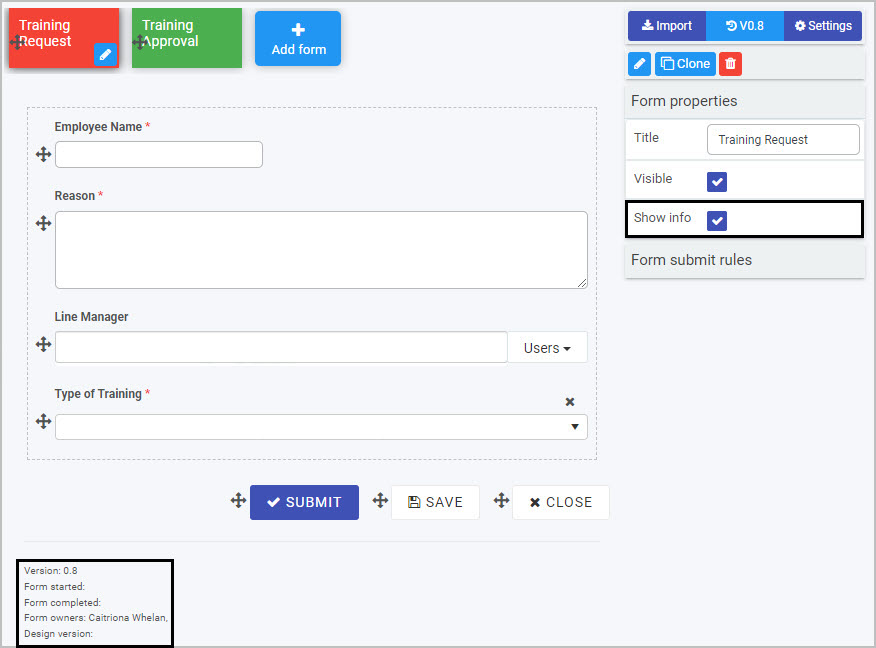 Training
Request
Training
Approval
Add form
Import
V0.8
Settings
Clone
Form properties
Title
Training Request
Visible
Show info
Form submit rules
Employee Name *
Reason *
Line Manager
Users
Type of Training *
SUBMIT
SAVE
CLOSE
Version: 0.8
Form started:
Form completed:
Form owners: Caitriona Whelan,
Design version: